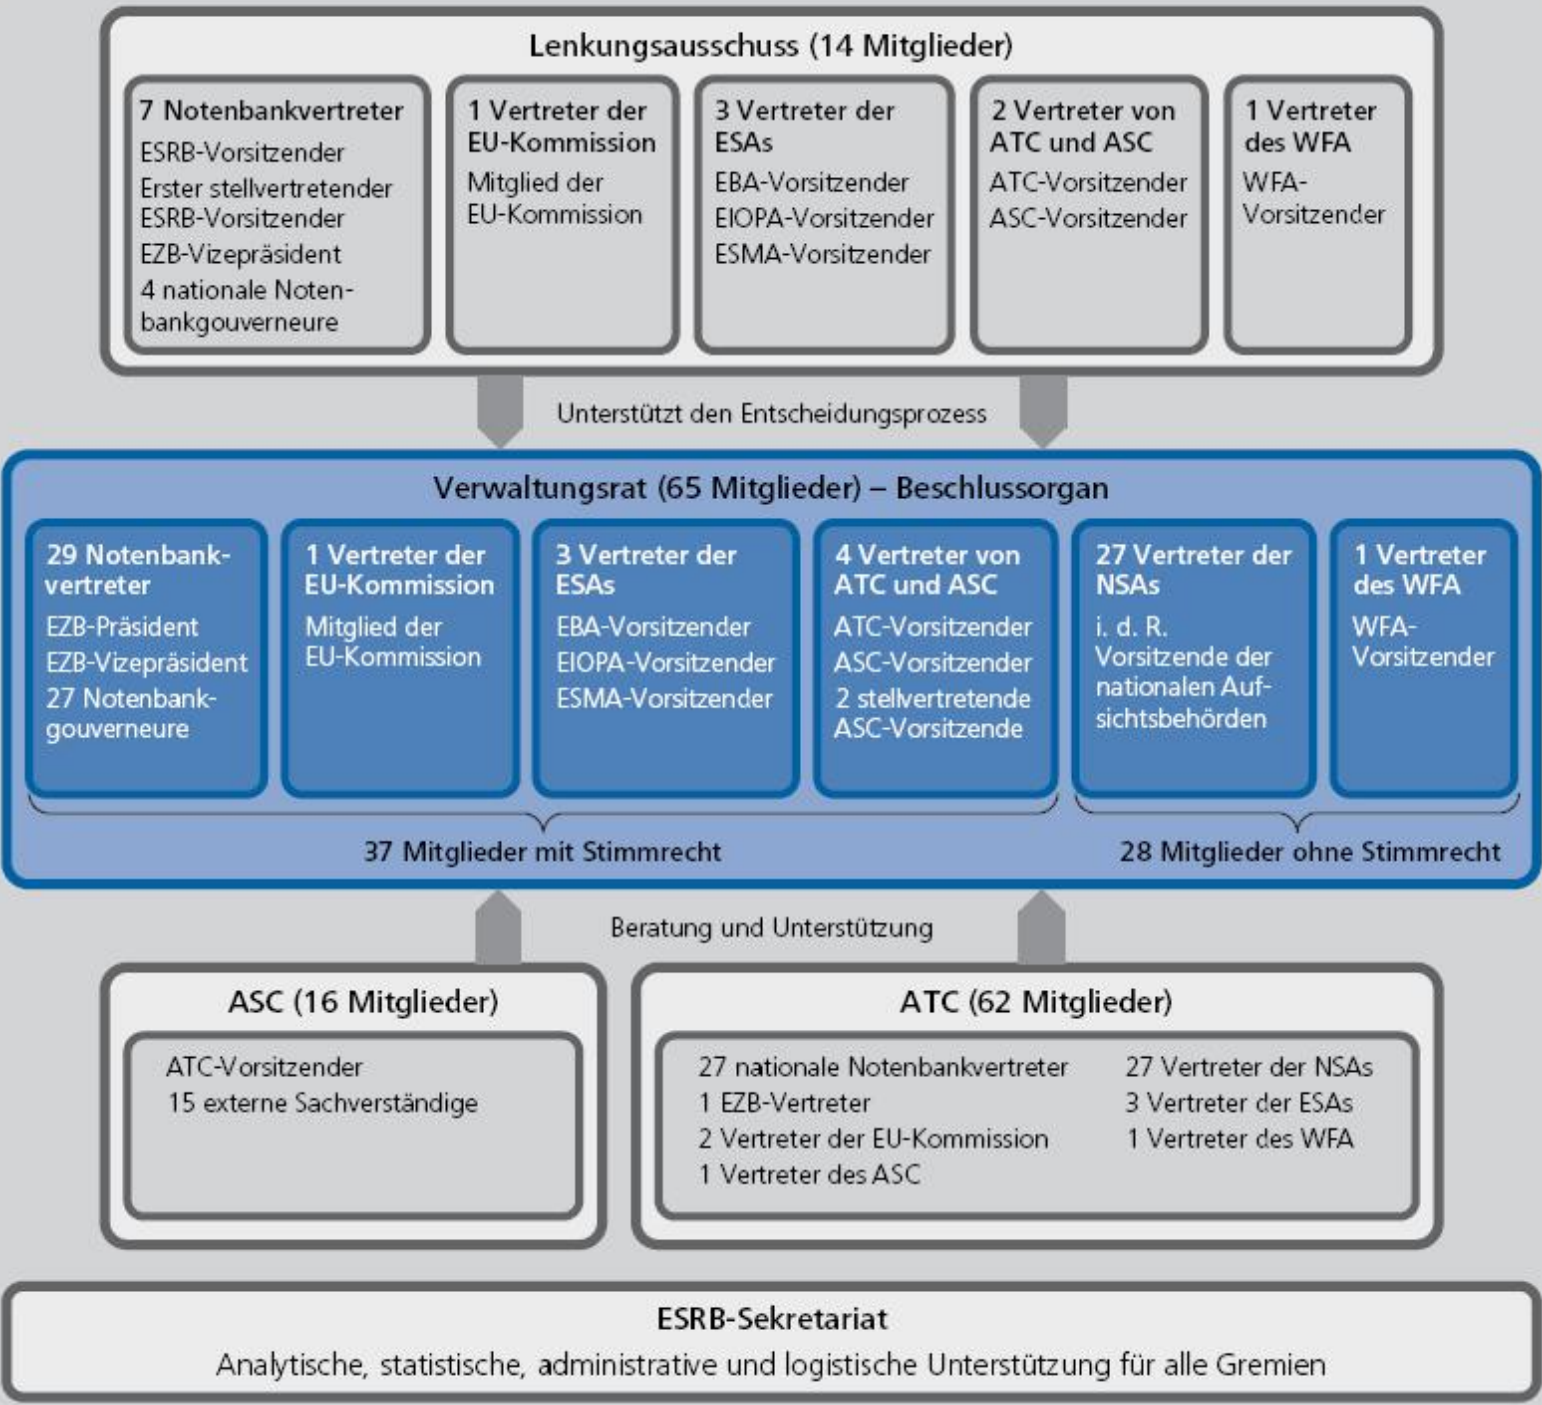 Lenkungsausschuss (14 Mitglieder)
7 Notenbankvertreter
ESRB-Vorsitzender
Erster stellvertretender
ESRB-Vorsitzender
EZB-Vizepräsident
4 nationale Noten-
bankgouverneure
1 Vertreter der
EU-Kommission
Mitglied der
EU-Kommission
3 Vertreter der
ESAs
EBA-Vorsitzender
EIOPA-Vorsitzender
ESMA-Vorsitzender
2 Vertreter von
ATC und ASC
ATC-Vorsitzender
ASC-Vorsitzender
1 Vertreter
des WFA
WFA-
Vorsitzender
Unterstützt den Entscheidungsprozess
Verwaltungsrat (65 Mitglieder) – Beschlussorgan
29 Notenbank-
vertreter
EZB-Präsident
EZB-Vizepräsident
27 Notenbank-
gouverneure
1 Vertreter der
EU-Kommission
Mitglied der
EU-Kommission
3 Vertreter der
ESAs
EBA-Vorsitzender
EIOPA-Vorsitzender
ESMA-Vorsitzender
4 Vertreter von
ATC und ASC
ATC-Vorsitzender
ASC-Vorsitzender
2 stellvertretende
ASC-Vorsitzende
27 Vertreter der
NSAs
i. d. R.
Vorsitzende der
nationalen Auf-
sichtsbehörden
1 Vertreter
des WFA
WFA-
Vorsitzender
37 Mitglieder mit Stimmrecht
28 Mitglieder ohne Stimmrecht
Beratung und Unterstützung
ASC (16 Mitglieder)
ATC-Vorsitzender
15 externe Sachverständige
ATC (62 Mitglieder)
27 nationale Notenbankvertreter
1 EZB-Vertreter
2 Vertreter der EU-Kommission
1 Vertreter des ASC
27 Vertreter der NSAs
3 Vertreter der ESAs
1 Vertreter des WFA
ESRB-Sekretariat
Analytische, statistische, administrative und logistische Unterstützung für alle Gremien